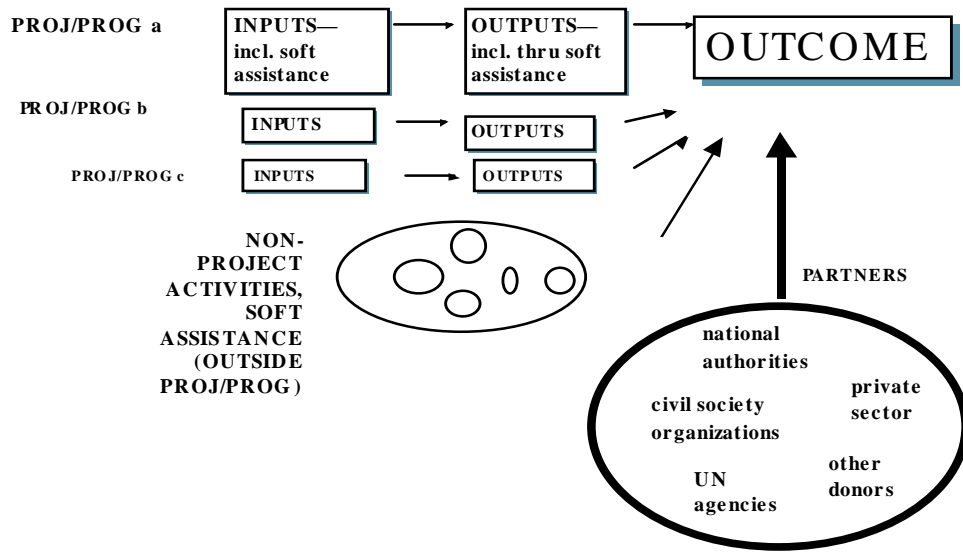 PROJ/PROG a
INPUTS—
incl. soft
assistance
OUTPUTS—
incl. thru soft
assistance
OUTCOME
PROJ/PROG b
INPUTS
OUTPUTS
PROJ/PROG c
INPUTS
OUTPUTS
NON-
PROJECT
ACTIVITIES,
SOFT
ASSISTANCE
(OUTSIDE
PROJ/PROG)
PARTNERS
national
authorities
private
sector
civil society
organizations
other
donors
UN
agencies